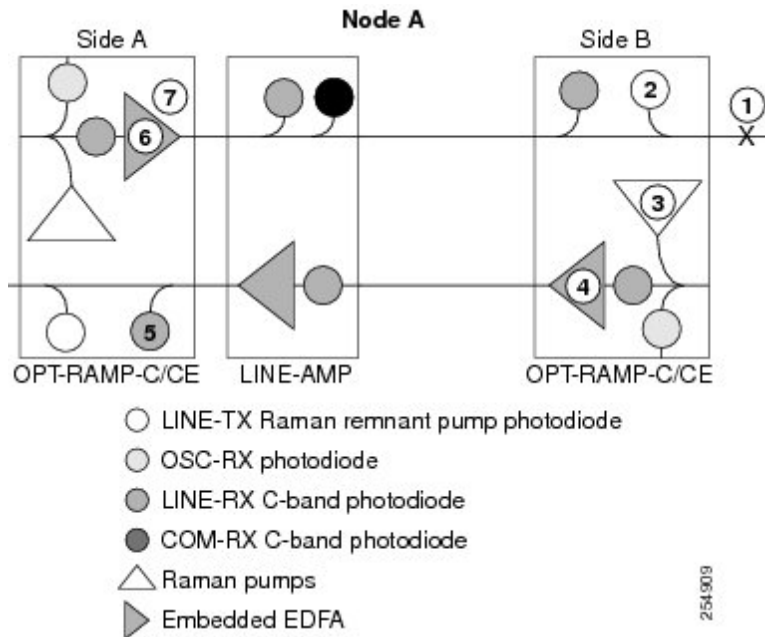 Node A
Side A
Side B
7
6
2
1
X
3
4
5
OPT-RAMP-C/CE
LINE-AMP
OPT-RAMP-C/CE
LINE-TX Raman remnant pump photodiode
OSC-RX photodiode
LINE-RX C-band photodiode
COM-RX C-band photodiode
Raman pumps
Embedded EDFA
254909